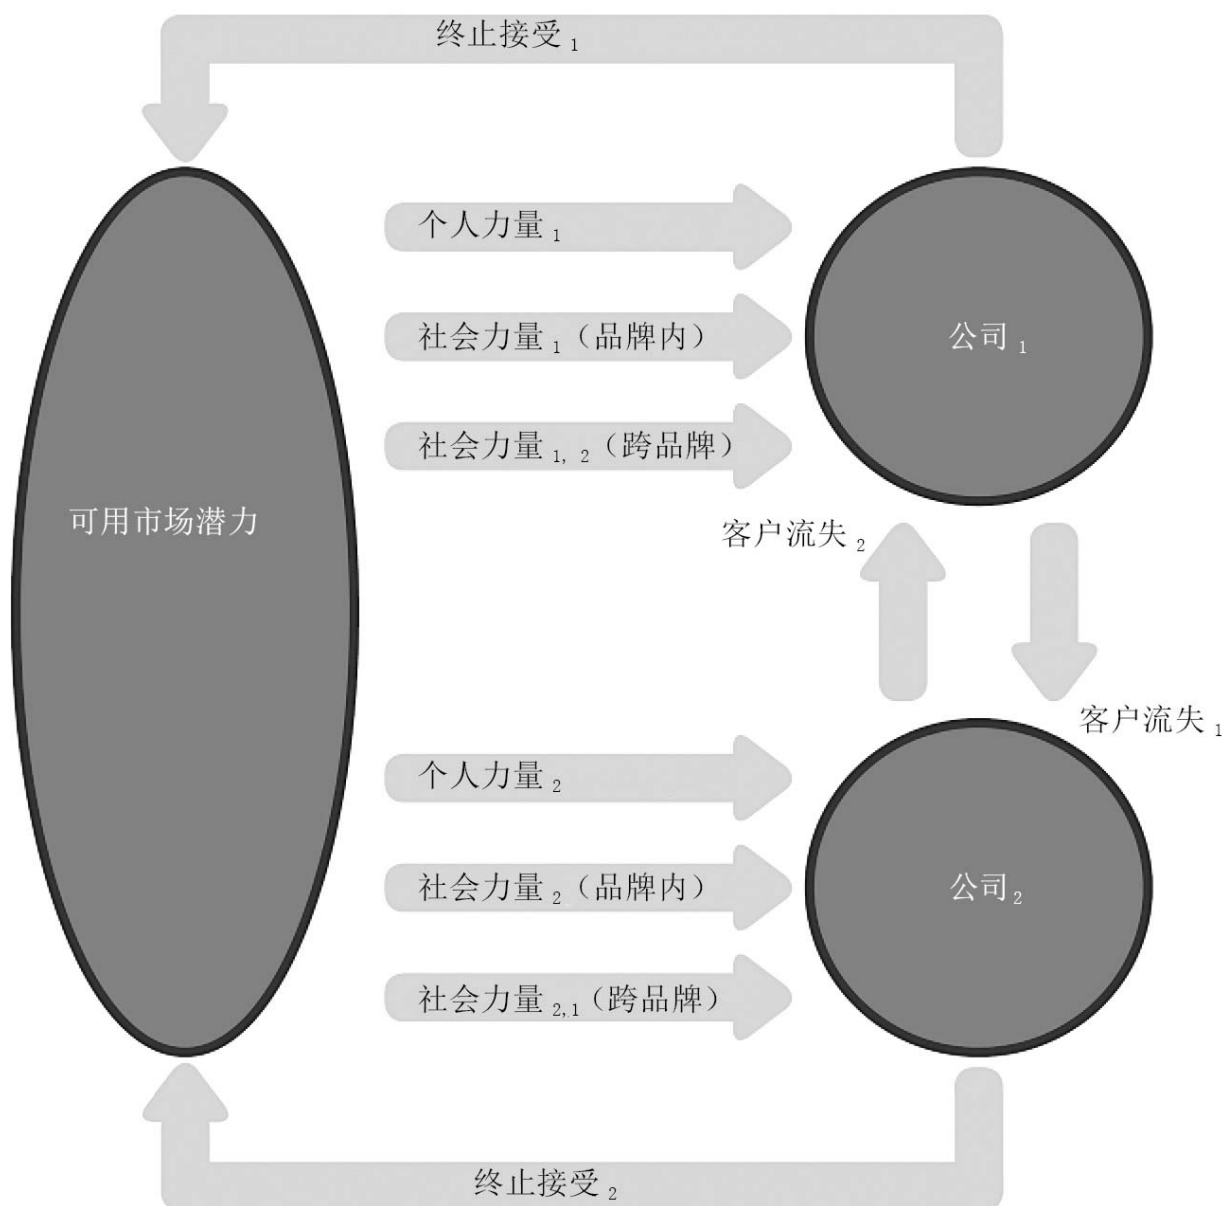 终止接受₁
个人力量₁
社会力量₁（品牌内）
公司₁
社会力量₁, ₂（跨品牌）
可用市场潜力
客户流失₂
客户流失₁
个人力量₂
社会力量₂（品牌内）
公司₂
社会力量₂,₁（跨品牌）
终止接受₂